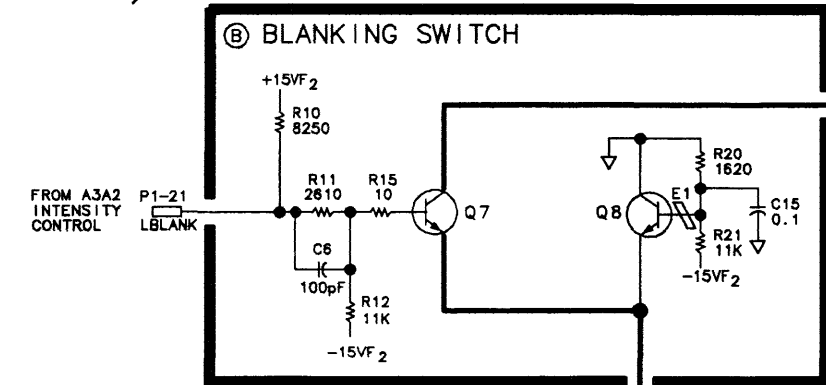 B BLANKING SWITCH
+15VF2
R10
8250
FROM A3A2
INTENSITY
CONTROL
P1-21
LBLANK
R11
2610
R15
10
Q7
C6
100pF
R12
11K
-15VF2
R20
1620
E1
Q8
C15
0.1
R21
11K
-15VF2